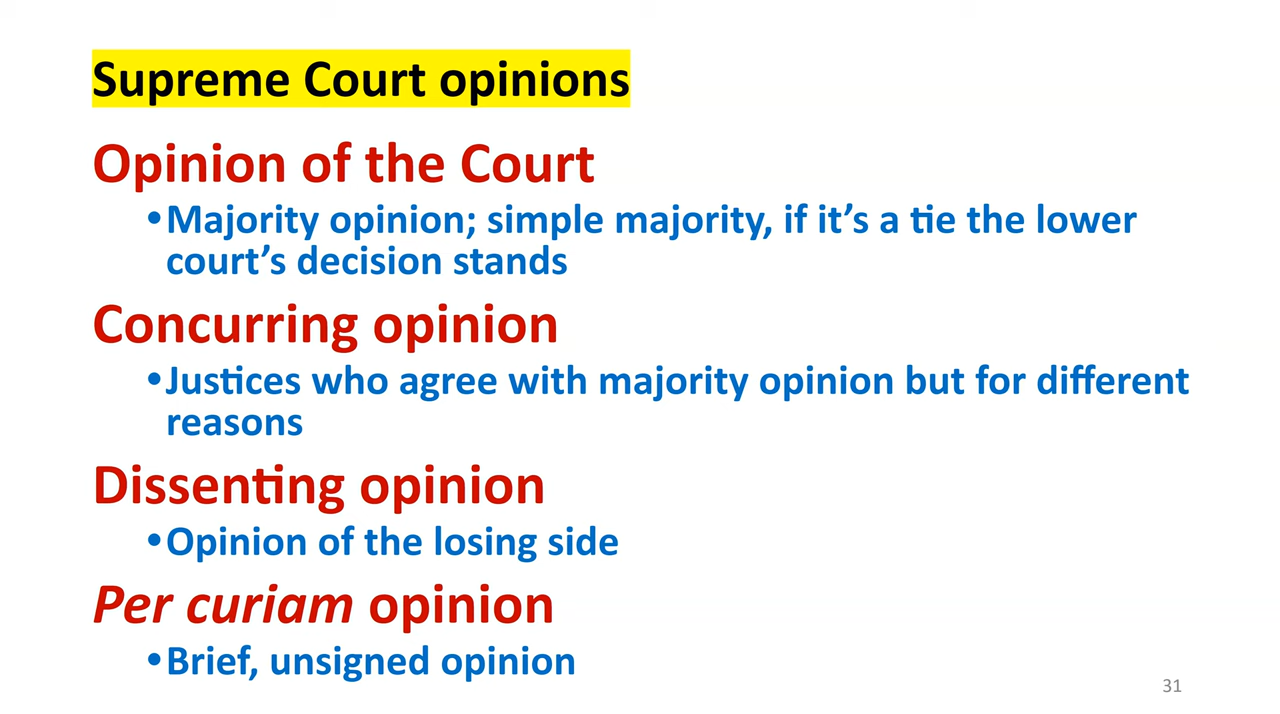 Supreme Court opinions
Opinion of the Court
•Majority opinion; simple majority, if it’s a tie the lower
court’s decision stands
Concurring opinion
•Justices who agree with majority opinion but for different
reasons
Dissenting opinion
•Opinion of the losing side
Per curiam opinion
•Brief, unsigned opinion
31